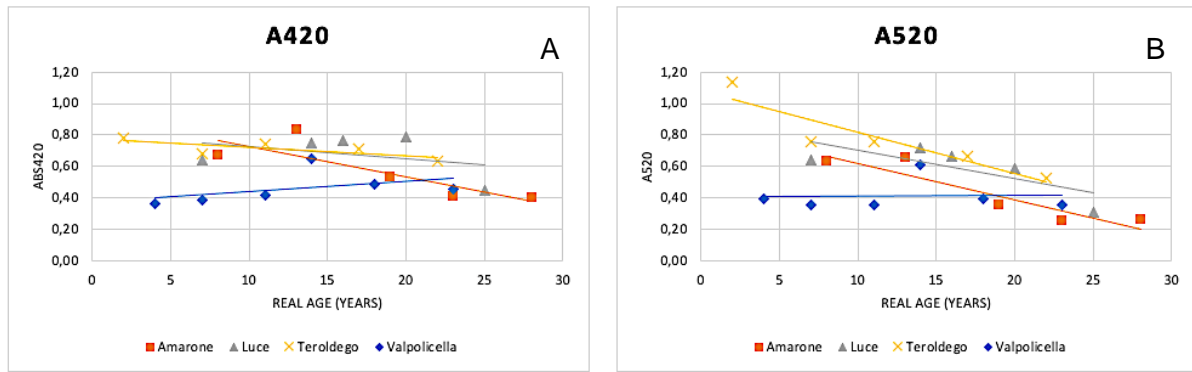 A420
A
1,20
1,00
0,80
0,60
0,40
0,20
0,00
ABS420
0 5 10 15 20 25 30
REAL AGE (YEARS)
Amarone Luce Teroldego Valpolicella
A520
B
1,20
1,00
0,80
0,60
0,40
0,20
0,00
A520
0 5 10 15 20 25 30
REAL AGE (YEARS)
Amarone Luce Teroldego Valpolicella